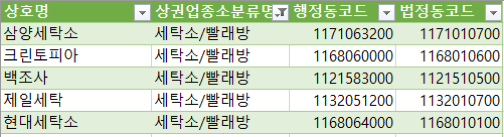 상호명 상권업종소분류명 행정동코드 법정동코드
삼양세탁소 세탁소/빨래방 1171063200 1171010700
크린토피아 세탁소/빨래방 1168060000 1168010600
백조사 세탁소/빨래방 1121583000 1121510500
제일세탁 세탁소/빨래방 1132051200 1132010700
현대세탁소 세탁소/빨래방 1168064000 1168010100